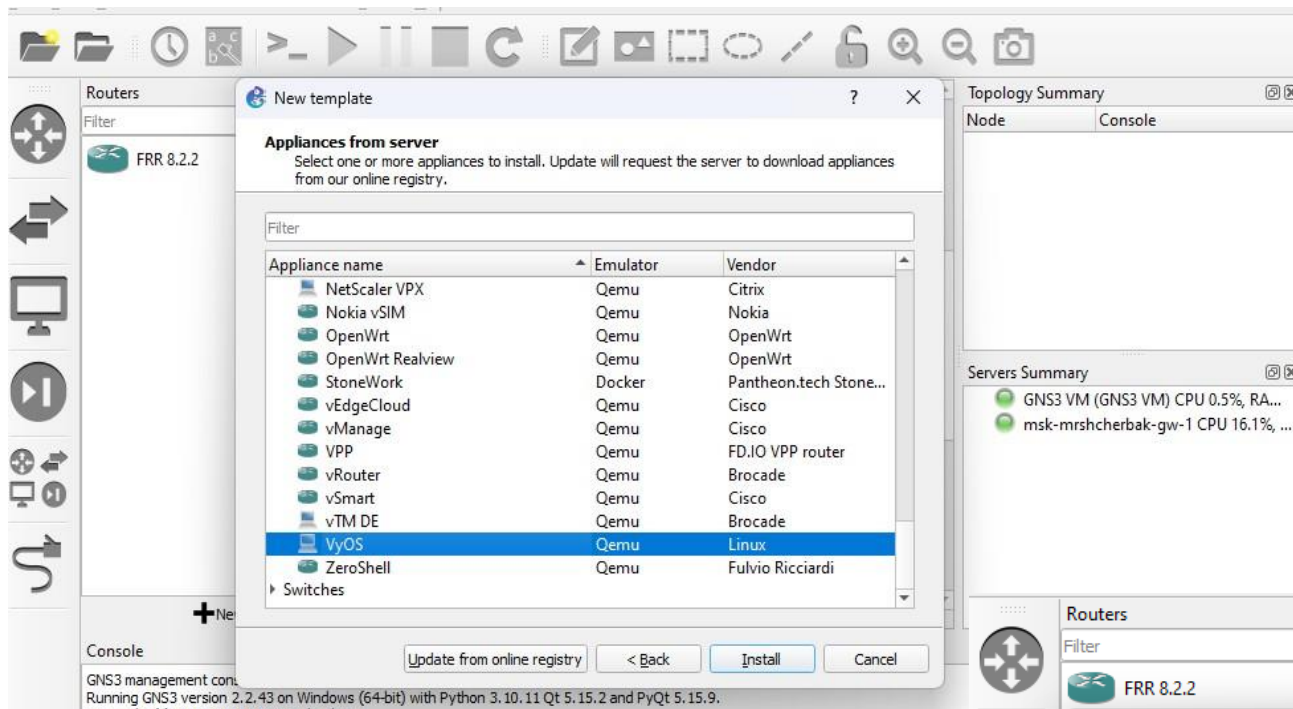 Routers
Filter
FRR 8.2.2
New template
?
Appliances from server
Select one or more appliances to install. Update will request the server to download appliances
from our online registry.
Filter
Appliance name Emulator Vendor
NetScaler VPX Qemu Citrix
Nokia vSIM Qemu Nokia
OpenWrt Qemu OpenWrt
OpenWrt Realview Qemu OpenWrt
StoneWork Docker Pantheon.tech Stone...
vEdgeCloud Qemu Cisco
vManage Qemu Cisco
VPP Qemu FD.IO VPP router
vRouter Qemu Brocade
vSmart Qemu Cisco
vTM DE Qemu Brocade
VyOS Qemu Linux
ZeroShell Qemu Fulvio Ricciardi
Switches
Update from online registry < Back Install Cancel
Topology Summary
Node Console
Servers Summary
GNS3 VM (GNS3 VM) CPU 0.5%, RA...
msk-mrshcherbak-gw-1 CPU 16.1%, ...
Console
GNS3 management
Running GNS3 version 2.2.43 on Windows (64-bit) with Python 3.10.11 Qt 5.15.2 and PyQt 5.15.9.
Routers
Filter
FRR 8.2.2